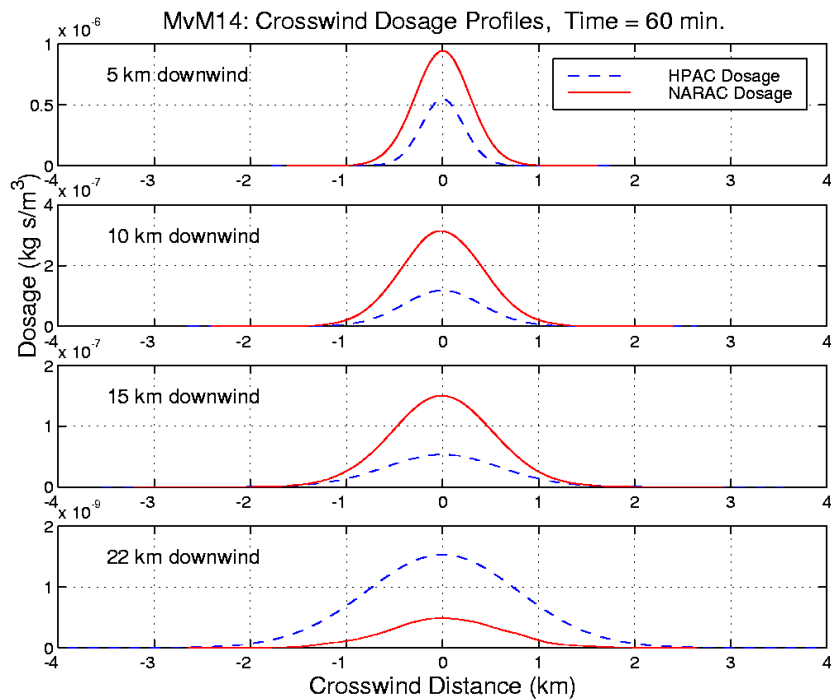 MvM14: Crosswind Dosage Profiles, Time = 60 min.
x 10-6
5 km downwind
HPAC Dosage
NARAC Dosage
1
0.5
0
-4 -3 -2 -1 0 1 2 3 4
x 10-7
10 km downwind
4
2
0
-4 -3 -2 -1 0 1 2 3 4
x 10-7
15 km downwind
2
1
0
-4 -3 -2 -1 0 1 2 3 4
x 10-9
22 km downwind
2
1
0
-4 -3 -2 -1 0 1 2 3 4
Dosage (kg s/m3)
Crosswind Distance (km)